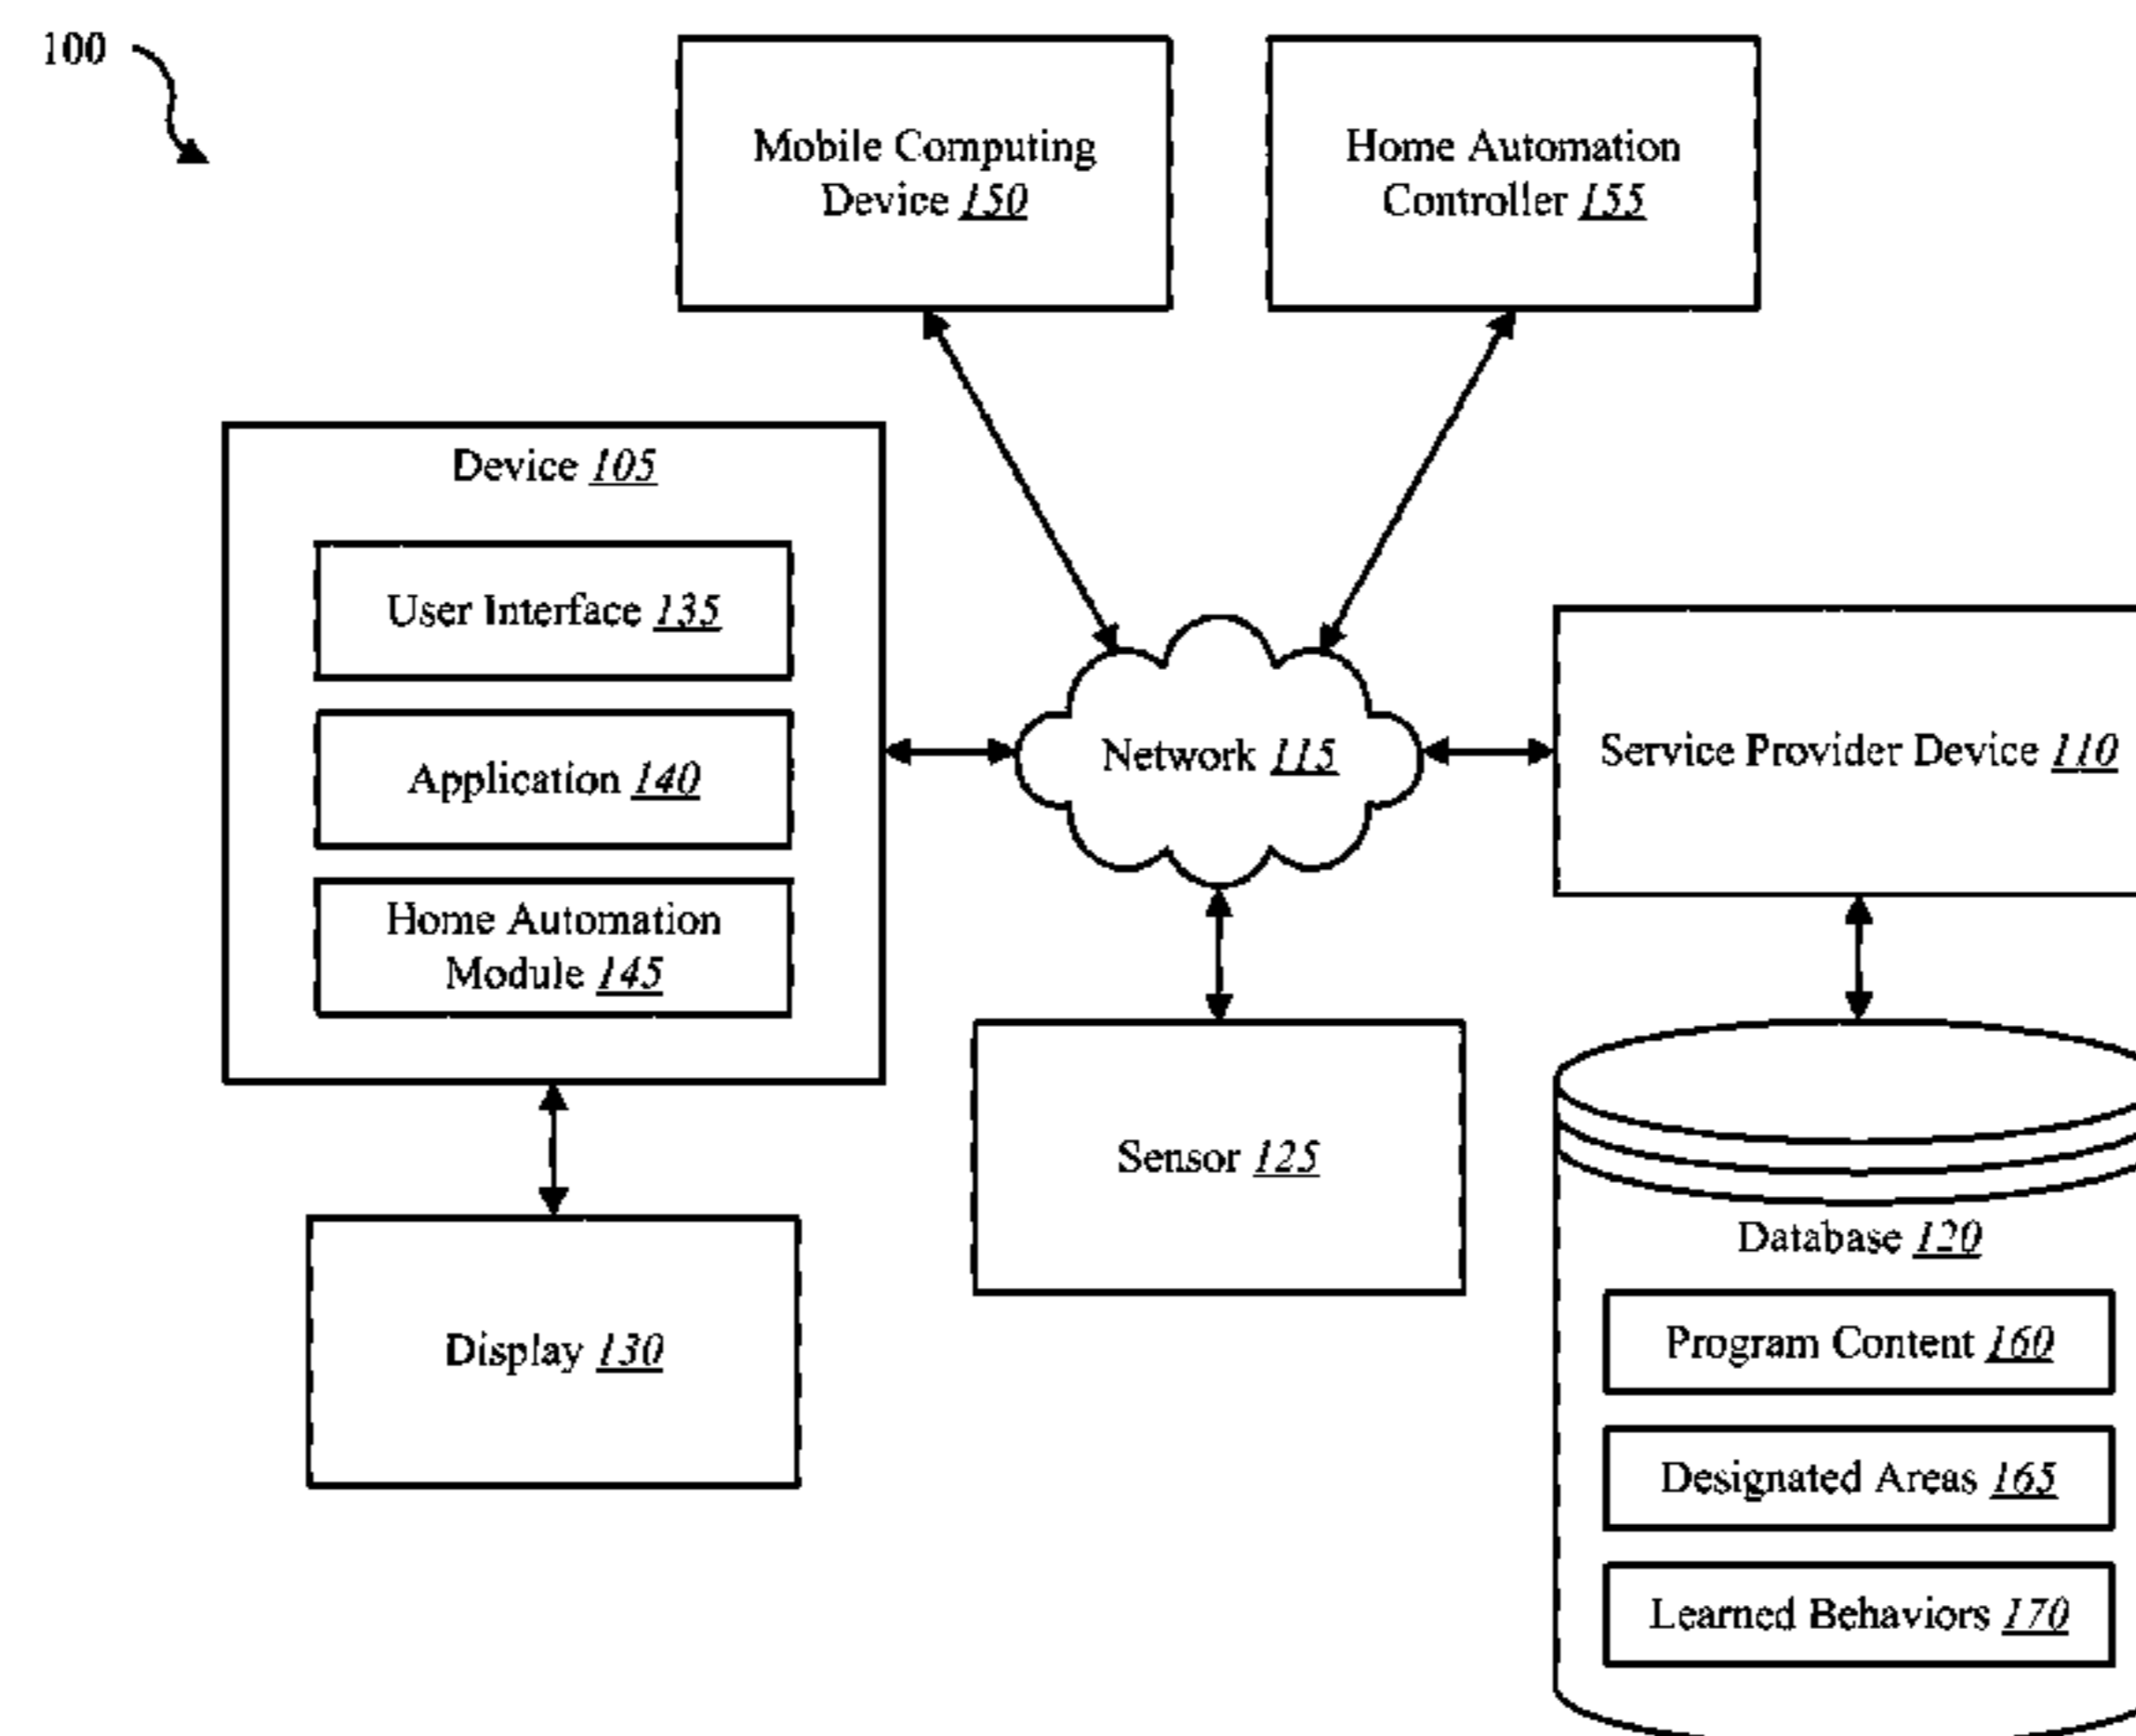 100
Mobile Computing
Device 150
Home Automation
Controller 155
Device 105
User Interface 135
Application 140
Home Automation
Module 145
Network 115
Service Provider Device 110
Sensor 125
Display 130
Database 120
Program Content 160
Designated Areas 165
Learned Behaviors 170